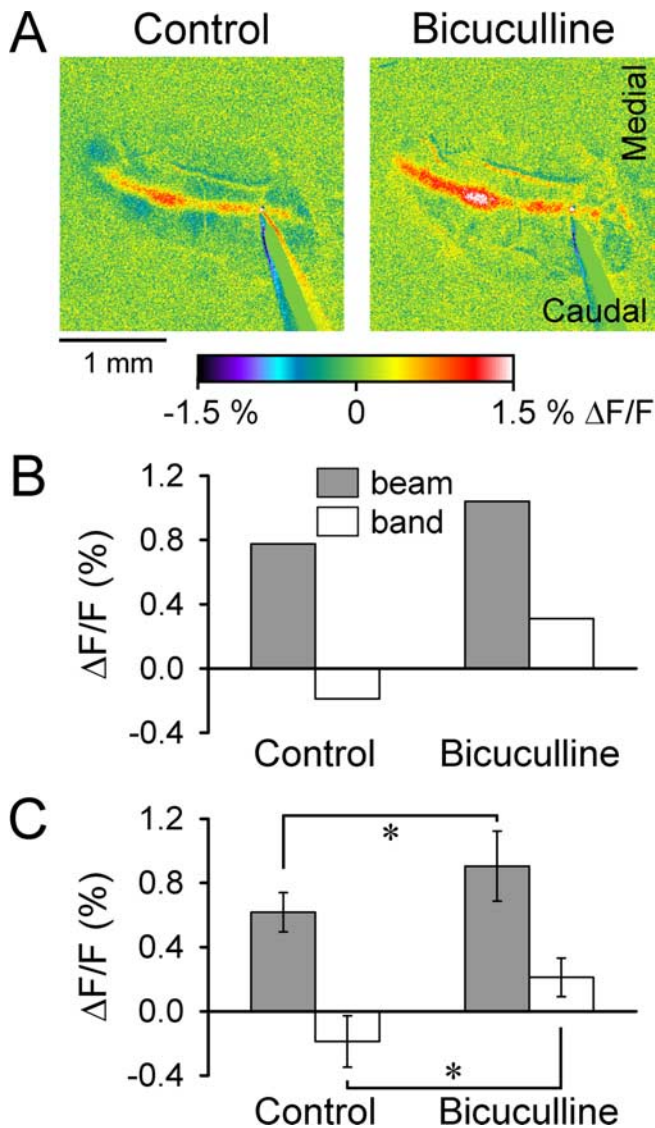 A
Control
Bicuculline
Medial
Caudal
1 mm
-1.5 %
0
1.5 % ΔF/F
B
ΔF/F (%)
1.2
0.8
0.4
0.0
-0.4
beam
band
Control
Bicuculline
C
ΔF/F (%)
1.2
0.8
0.4
0.0
-0.4
*
*
Control
Bicuculline